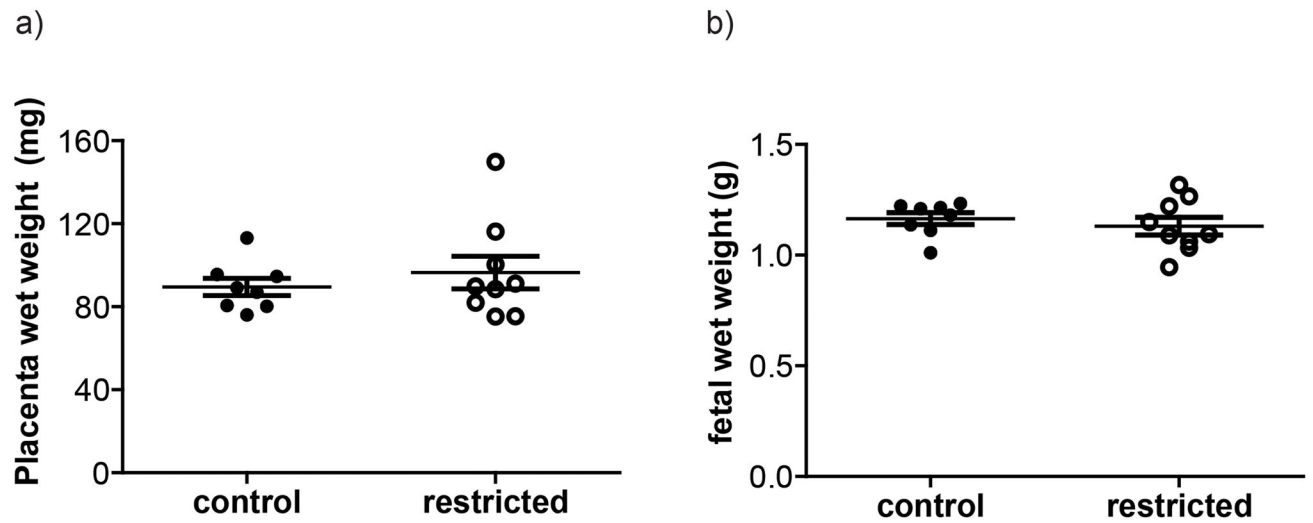 a)
Placenta wet weight (mg)
160
120
80
40
0
control
restricted
b)
fetal wet weight (g)
1.5
1.0
0.5
0.0
control
restricted